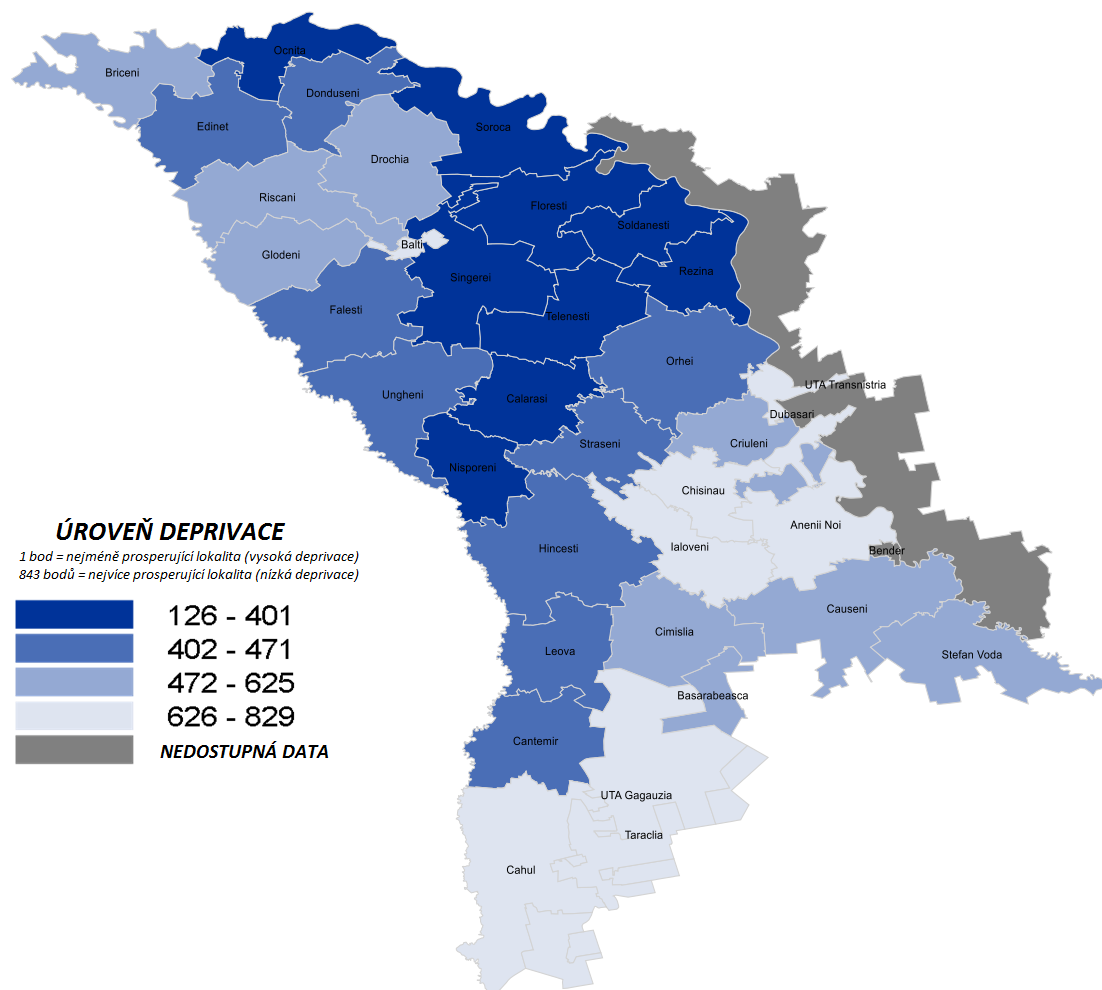 Ocnita
Briceni
Donduseni
Edinet
Soroca
Drochia
Riscani
Floresti
Soldanesti
Balti
Glodeni
Singerei
Rezina
Falesti
Telenesti
Orhei
UTA Transnistria
Ungheni
Calarasi
Dubasari
Straseni
Criuleni
Nisporeni
Chisinau
Anenii Noi
Hincesti
Ialoveni
Bender
Causeni
Cimislia
Leova
Stefan Voda
Basarabeasca
Cantemir
UTA Gagauzia
Taraclia
Cahul
ÚROVEŇ DEPRIVACE
1 bod = nejméně prosperující lokalita (vysoká deprivace)
843 bodů = nejvíce prosperující lokalita (nízká deprivace)
126 - 401
402 - 471
472 - 625
626 - 829
NEDOSTUPNÁ DATA